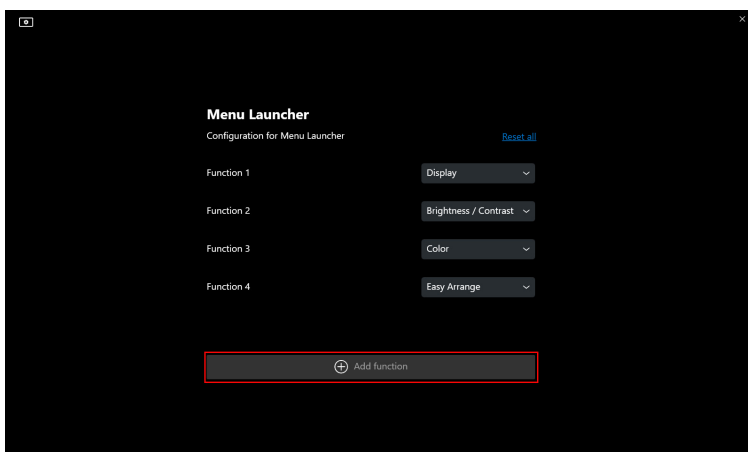 Menu Launcher
Configuration for Menu Launcher Reset all
Function 1 Display
Function 2 Brightness / Contrast
Function 3 Color
Function 4 Easy Arrange
Add function